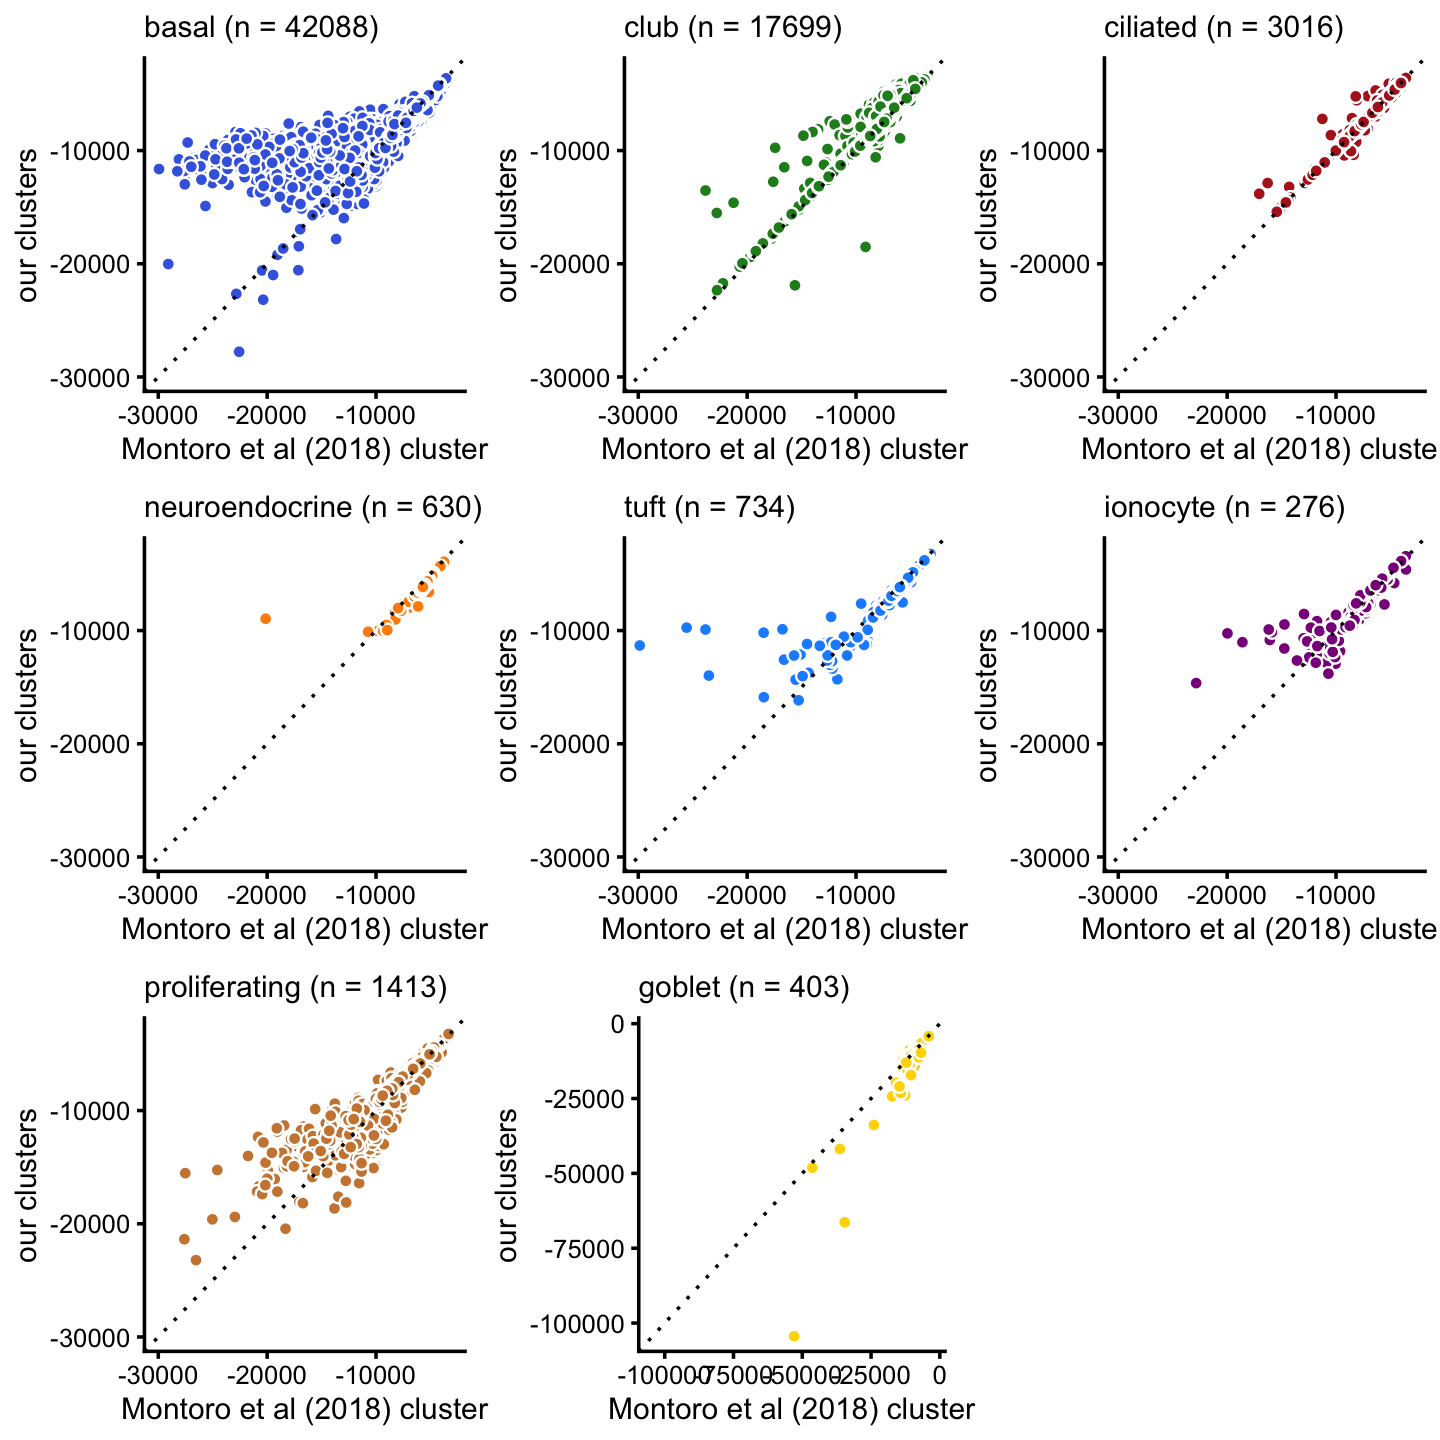 basal (n = 42088)
our clusters
-10000
-20000
-30000
-30000 -20000 -10000
Montoro et al (2018) cluster
club (n = 17699)
our clusters
-10000
-20000
-30000
-30000 -20000 -10000
Montoro et al (2018) cluster
ciliated (n = 3016)
our clusters
-10000
-20000
-30000
-30000 -20000 -10000
Montoro et al (2018) cluste
neuroendocrine (n = 630)
our clusters
-10000
-20000
-30000
-30000 -20000 -10000
Montoro et al (2018) cluster
tuft (n = 734)
our clusters
-10000
-20000
-30000
-30000 -20000 -10000
Montoro et al (2018) cluster
ionocyte (n = 276)
our clusters
-10000
-20000
-30000
-30000 -20000 -10000
Montoro et al (2018) cluste
proliferating (n = 1413)
our clusters
-10000
-20000
-30000
-30000 -20000 -10000
Montoro et al (2018) cluster
goblet (n = 403)
our clusters
0
-25000
-50000
-75000
-100000
-100000 -75000 -50000 -25000 0
Montoro et al (2018) cluster